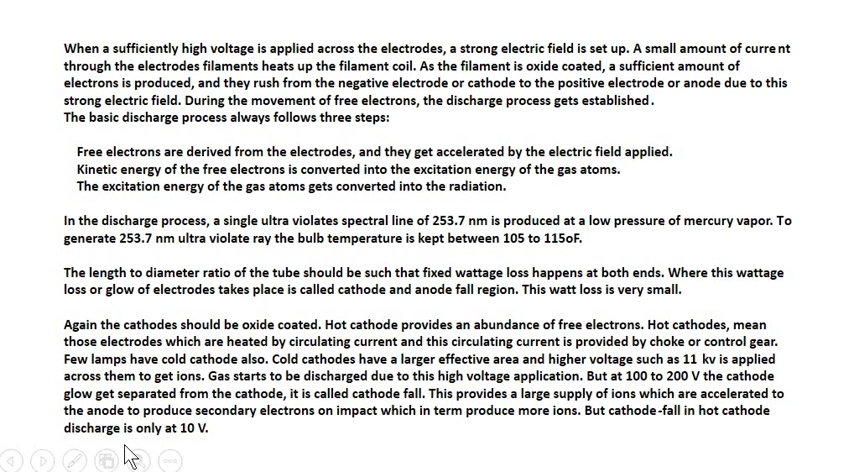 When a sufficiently high voltage is applied across the electrodes, a strong electric field is set up. A small amount of current
through the electrodes filaments heats up the filament coil. As the filament is oxide coated, a sufficient amount of
electrons is produced, and they rush from the negative electrode or cathode to the positive electrode or anode due to this
strong electric field. During the movement of free electrons, the discharge process gets established.
The basic discharge process always follows three steps:
Free electrons are derived from the electrodes, and they get accelerated by the electric field applied.
Kinetic energy of the free electrons is converted into the excitation energy of the gas atoms.
The excitation energy of the gas atoms gets converted into the radiation.
In the discharge process, a single ultra violates spectral line of 253.7 nm is produced at a low pressure of mercury vapor. To
generate 253.7 nm ultra violate ray the bulb temperature is kept between 105 to 115oF.
The length to diameter ratio of the tube should be such that fixed wattage loss happens at both ends. Where this wattage
loss or glow of electrodes takes place is called cathode and anode fall region. This watt loss is very small.
Again the cathodes should be oxide coated. Hot cathode provides an abundance of free electrons. Hot cathodes, mean
those electrodes which are heated by circulating current and this circulating current is provided by choke or control gear.
Few lamps have cold cathode also. Cold cathodes have a larger effective area and higher voltage such as 11 kv is applied
across them to get ions. Gas starts to be discharged due to this high voltage application. But at 100 to 200 V the cathode
glow get separated from the cathode, it is called cathode fall. This provides a large supply of ions which are accelerated to
the anode to produce secondary electrons on impact which in term produce more ions. But cathode-fall in hot cathode
discharge is only at 10 V.